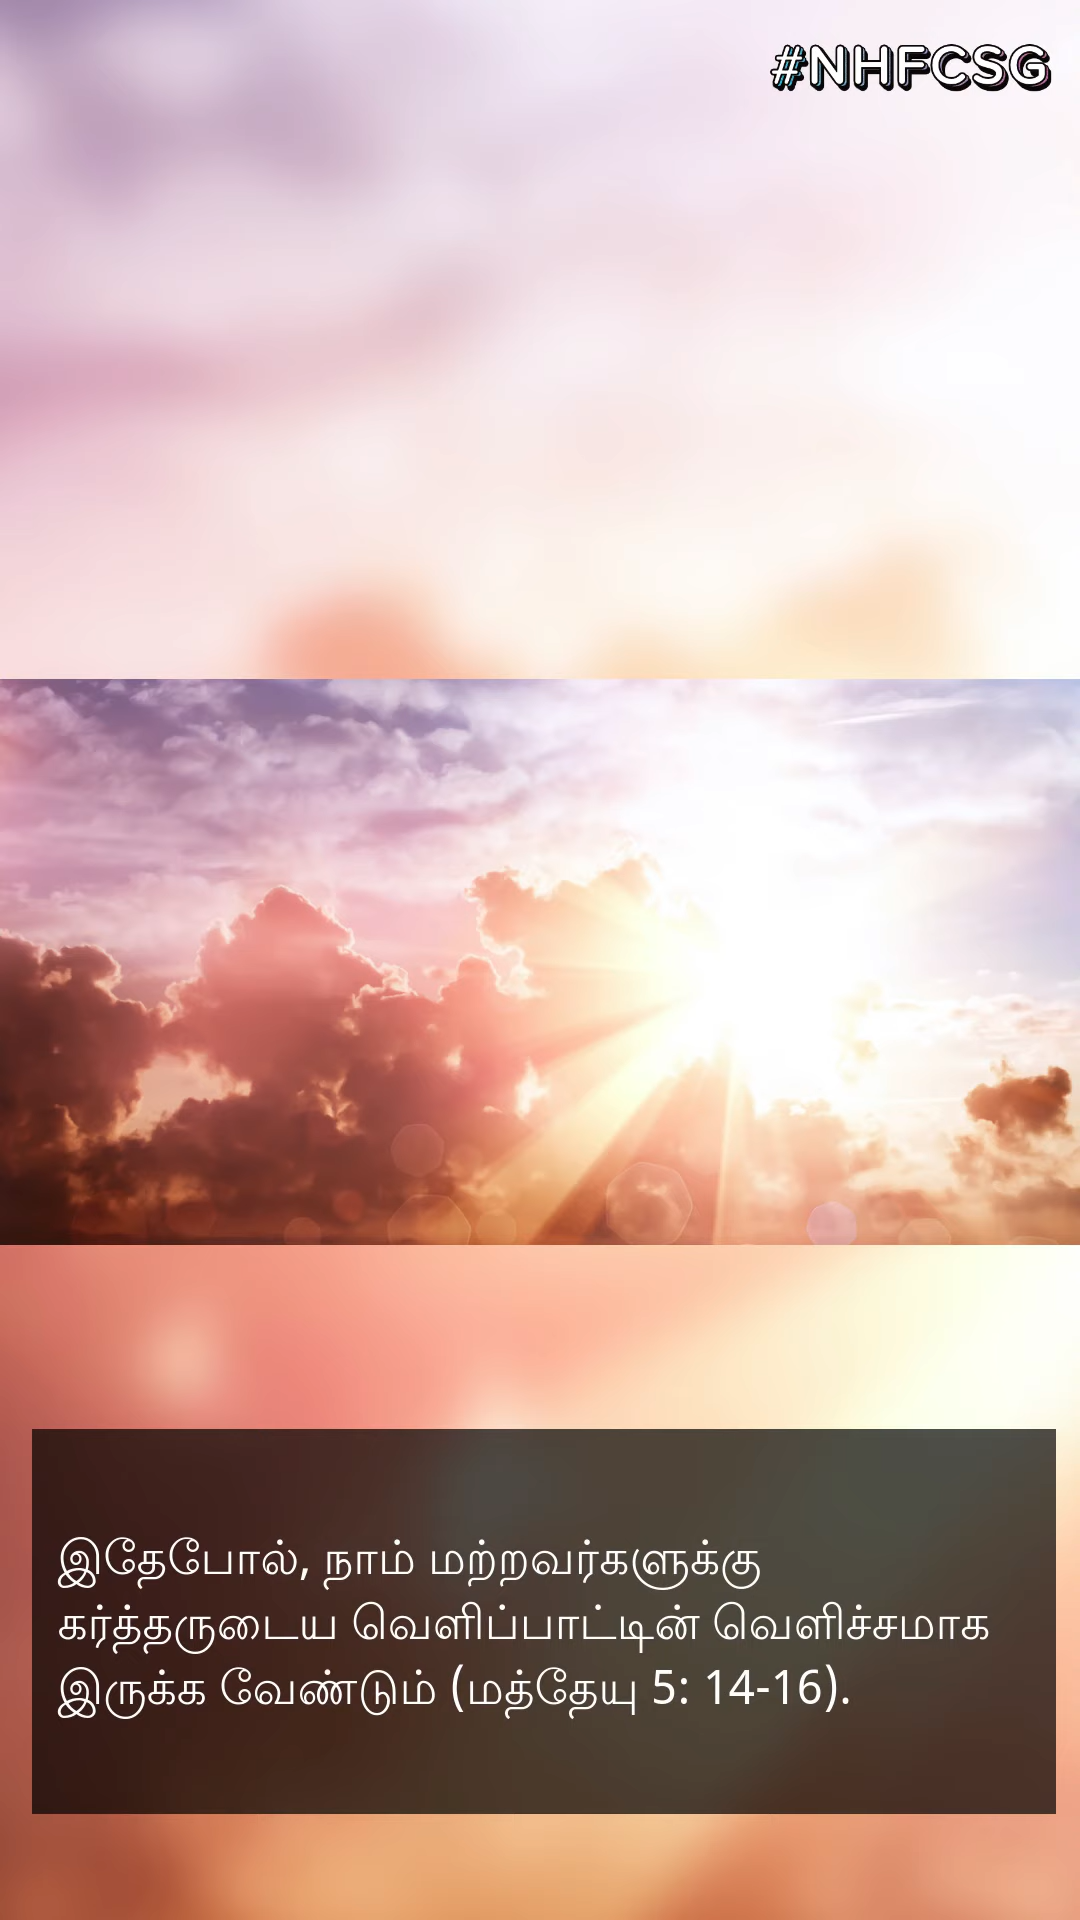 #NHFCSG
இதேபோல், நாம் மற்றவர்களுக்கு
கர்த்தருடைய வெளிப்பாட்டின் வெளிச்சமாக
இருக்க வேண்டும் (மத்தேயு 5: 14-16).